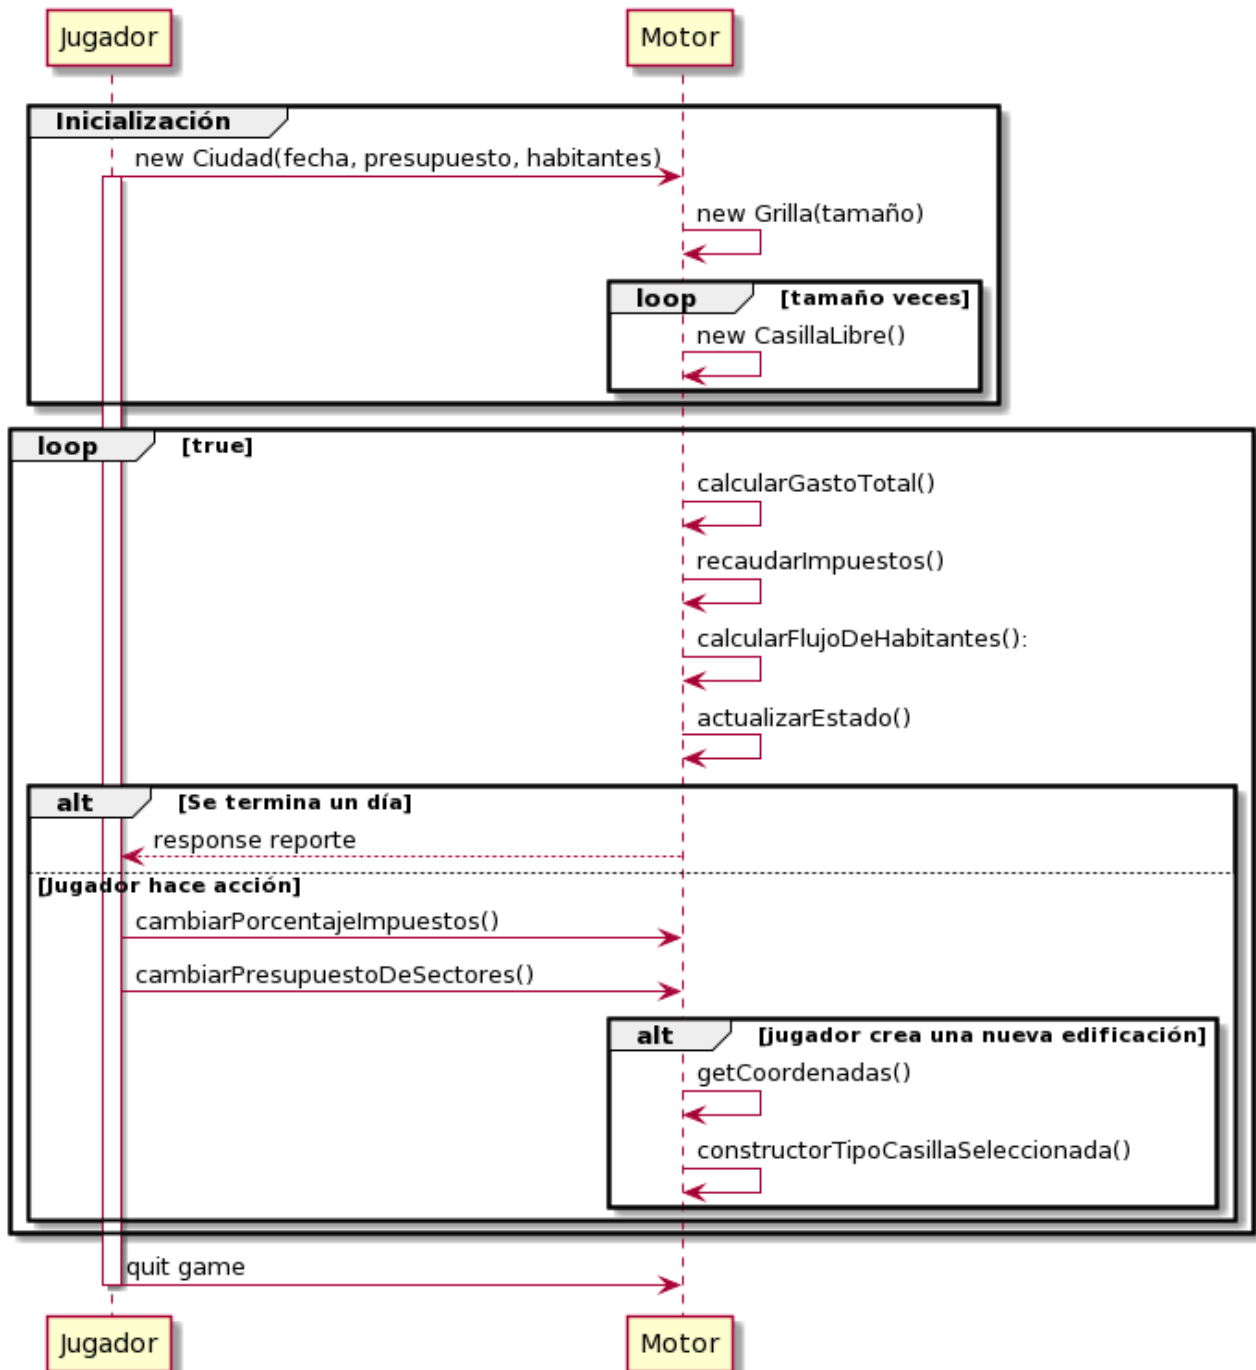 Jugador
Motor
Inicialización
new Ciudad(fecha, presupuesto, habitantes)
new Grilla(tamaño)
loop [tamaño veces]
new CasillaLibre()
loop [true]
calcularGastoTotal()
recaudarImpuestos()
calcularFlujoDeHabitantes():
actualizarEstado()
alt [Se termina un día]
response reporte
[Jugador hace acción]
cambiarPorcentajeImpuestos()
cambiarPresupuestoDeSectores()
alt [jugador crea una nueva edificación]
getCoordenadas()
constructorTipoCasillaSeleccionada()
quit game
Jugador
Motor